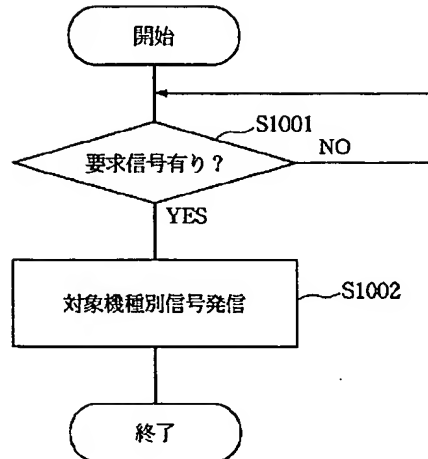 開始
S1001
要求信号有り？
NO
YES
対象機種別信号発信
S1002
終了